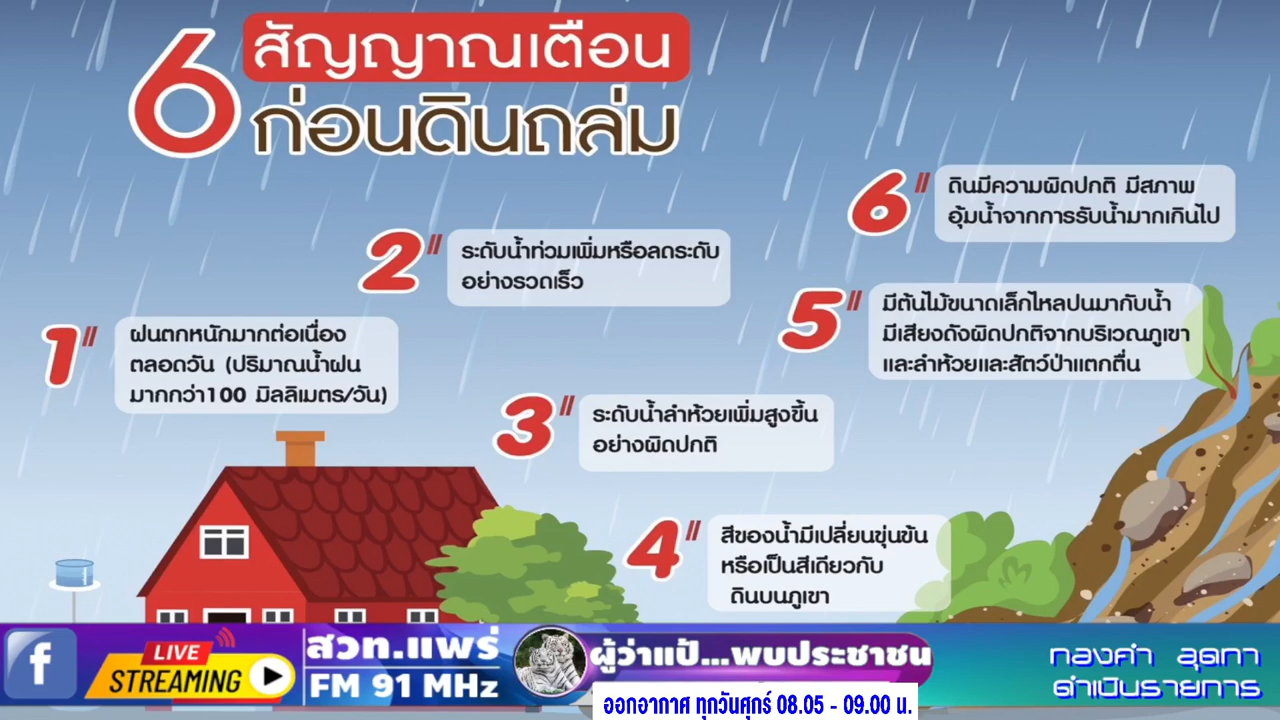 6 สัญญาณเตือน
ก่อนดินถล่ม
1
ฝนตกหนักมากต่อเนื่อง
ตลอดวัน (ปริมาณน้ำฝน
มากกว่า100 มิลลิเมตร/วัน)
2
ระดับน้ำท่วมเพิ่มหรือลดระดับ
อย่างรวดเร็ว
3
ระดับน้ำลำห้วยเพิ่มสูงขึ้น
อย่างผิดปกติ
4
สีของน้ำมีเปลี่ยนขุ่นข้น
หรือเป็นสีเดียวกับ
ดินบนภูเขา
5
มีต้นไม้ขนาดเล็กไหลปนมากับน้ำ
มีเสียงดังผิดปกติจากบริเวณภูเขา
และลำห้วยและสัตว์ป่าแตกตื่น
6
ดินมีความผิดปกติ มีสภาพ
อุ้มน้ำจากการรับน้ำมากเกินไป
f
LIVE
STREAMING
สวท.แพร่
FM 91 MHz
ผู้ว่าแป้...พบประชาชน
ออกอากาศ ทุกวันศุกร์ 08.05 - 09.00 น.
ทองคำ สุดทา
ดำเนินรายการ